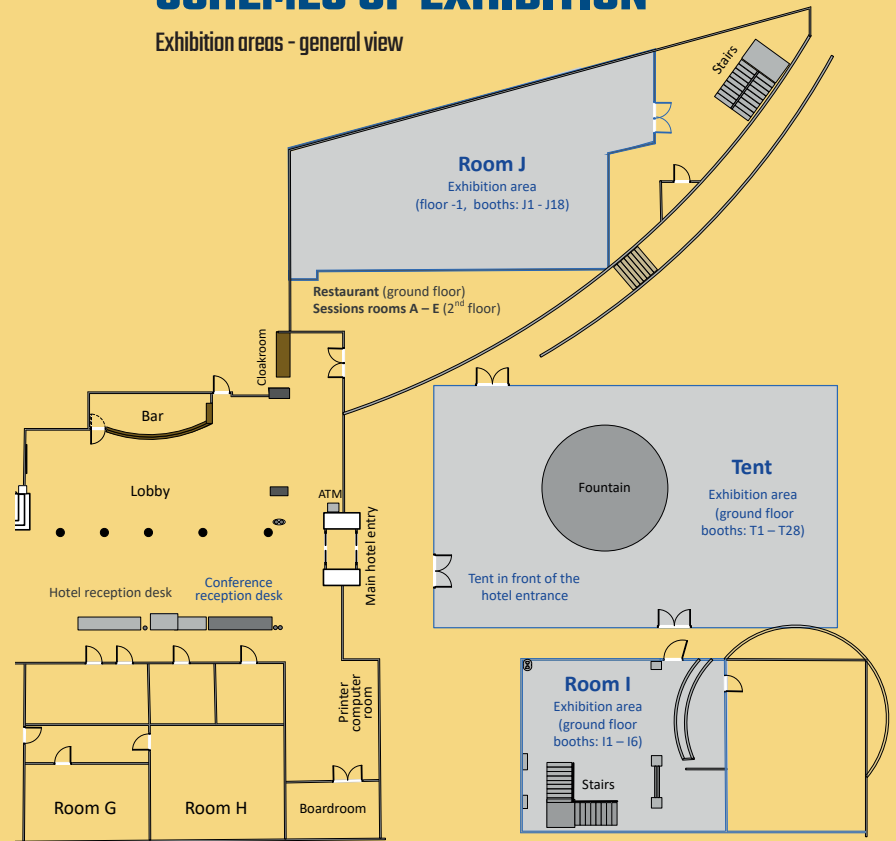 SCHEMES OF EXHIBITION
Exhibition areas - general view
Stairs
Room J
Exhibition area
(floor -1, booths: J1 - J18)
Restaurant (ground floor)
Sessions rooms A – E (2nd floor)
Cloakroom
Bar
Lobby
ATM
Main hotel entry
Fountain
Tent
Exhibition area
(ground floor
booths: T1 – T28)
Tent in front of the
hotel entrance
Hotel reception desk
Conference
reception desk
Printer
computer
room
Room I
Exhibition area
(ground floor
booths: I1 – I6)
Stairs
Room G
Room H
Boardroom